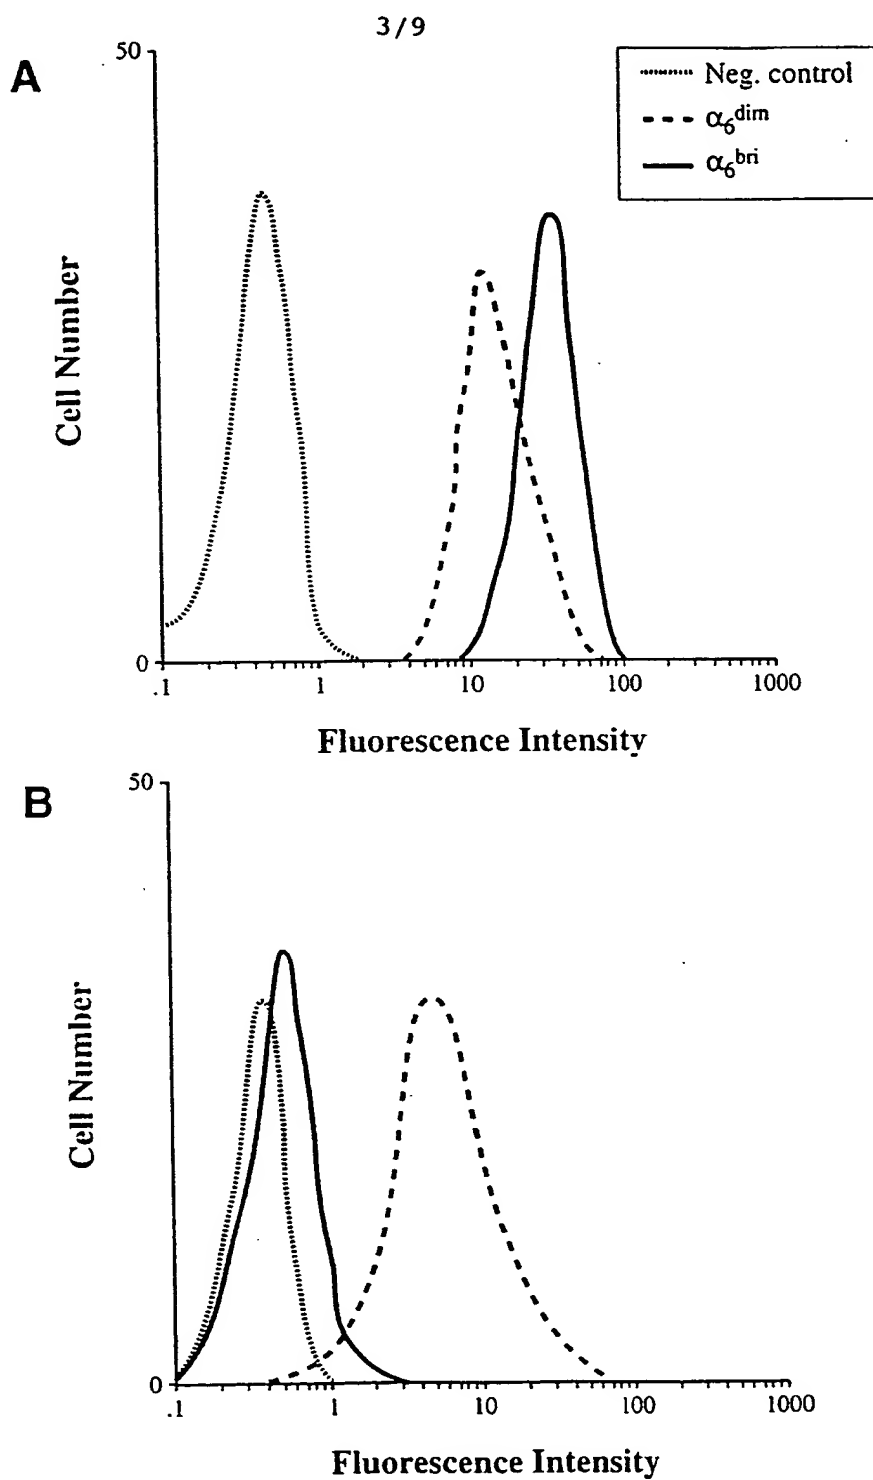 3/9
A
50
Neg. control
α₆ᵈⁱᵐ
α₆ᵇʳⁱ
Cell Number
0
.1 1 10 100 1000
Fluorescence Intensity
B
50
Cell Number
0
.1 1 10 100 1000
Fluorescence Intensity